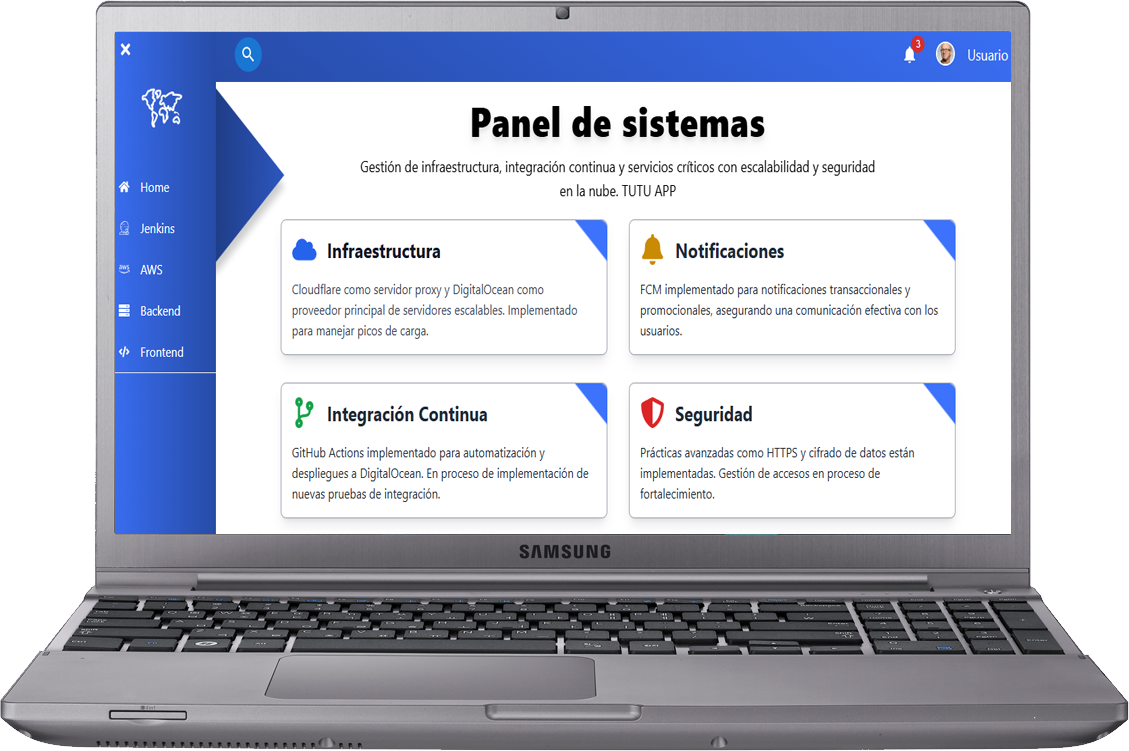 3
Usuario
Home
Jenkins
aws
AWS
Backend
Frontend
Panel de sistemas
Gestión de infraestructura, integración continua y servicios críticos con escalabilidad y seguridad
en la nube. TUTU APP
Infraestructura
Cloudflare como servidor proxy y DigitalOcean como
proveedor principal de servidores escalables. Implementado
para manejar picos de carga.
Notificaciones
FCM implementado para notificaciones transaccionales y
promocionales, asegurando una comunicación efectiva con los
usuarios.
Integración Continua
GitHub Actions implementado para automatización y
despliegues a DigitalOcean. En proceso de implementación de
nuevas pruebas de integración.
Seguridad
Prácticas avanzadas como HTTPS y cifrado de datos están
implementadas. Gestión de accesos en proceso de
fortalecimiento.
SAMSUNG